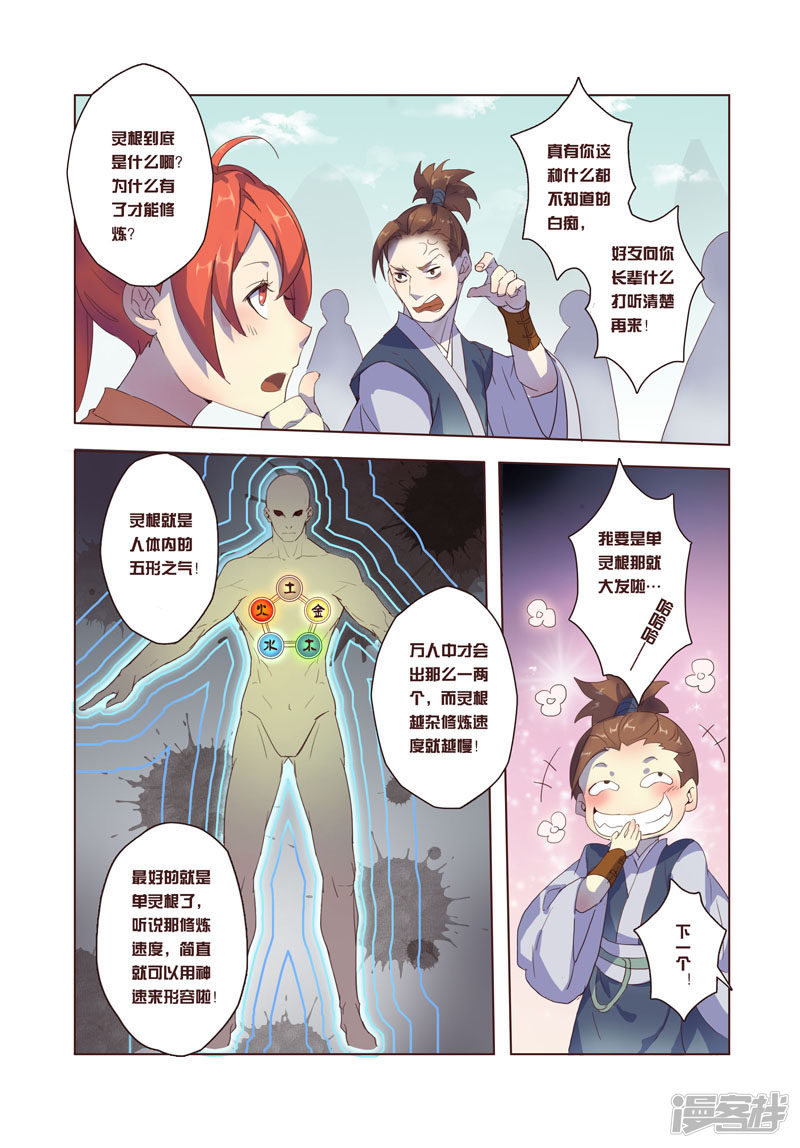 灵根到底
是什么啊？
为什么有
了才能修
炼？
真有你这
种什么都
不知道的
白痴，
好歹向你
长辈什么
打听清楚
再来！
灵根就是
人体内的
五形之气！
土
火
金
水
木
万人中才会
出那么一两
个，而灵根
越杂修炼速
度就越慢！
最好的就是
单灵根了，
听说那修炼
速度，简直
就可以用神
速来形容啦！
我要是单
灵根那就
大发啦…
哈哈哈——
下一个！
漫客栈